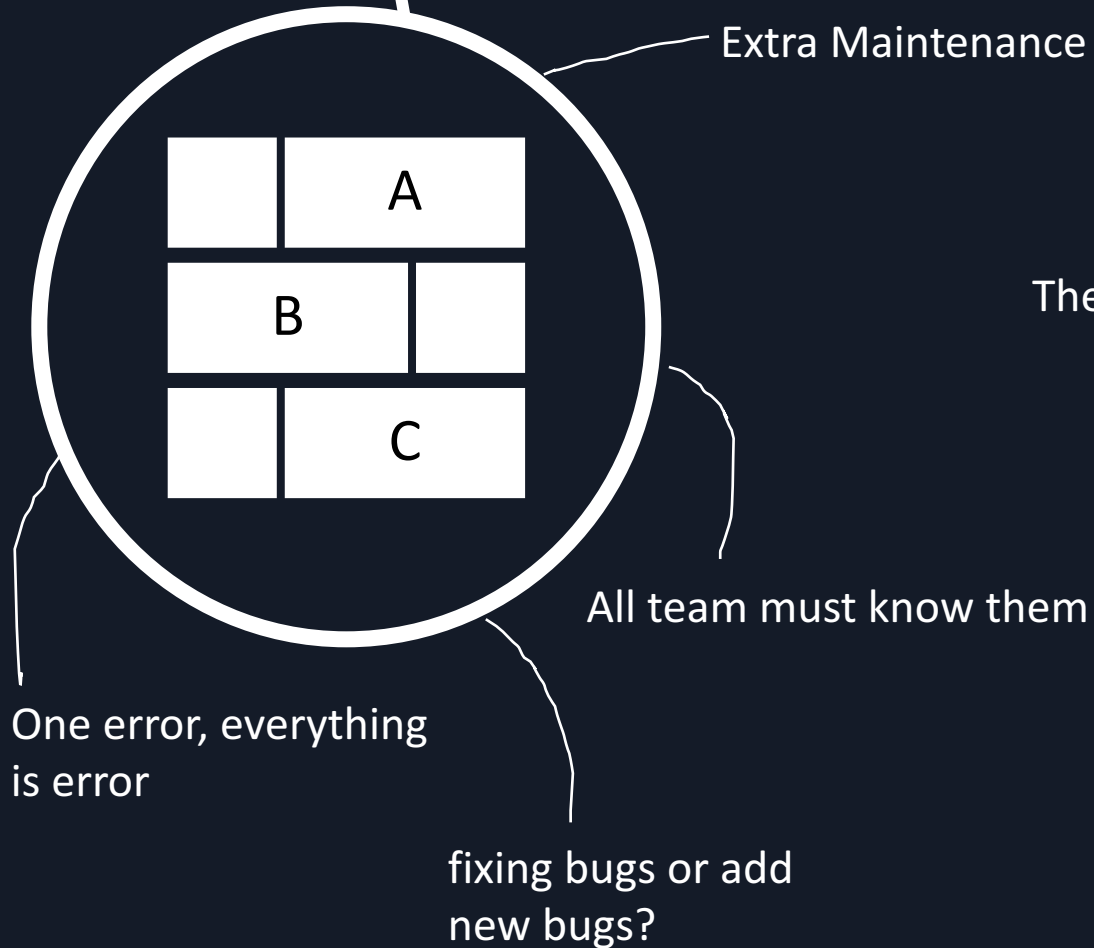 Extra Maintenance
A
The
B
C
All team must know them
One error, everything
is error
fixing bugs or add
new bugs?